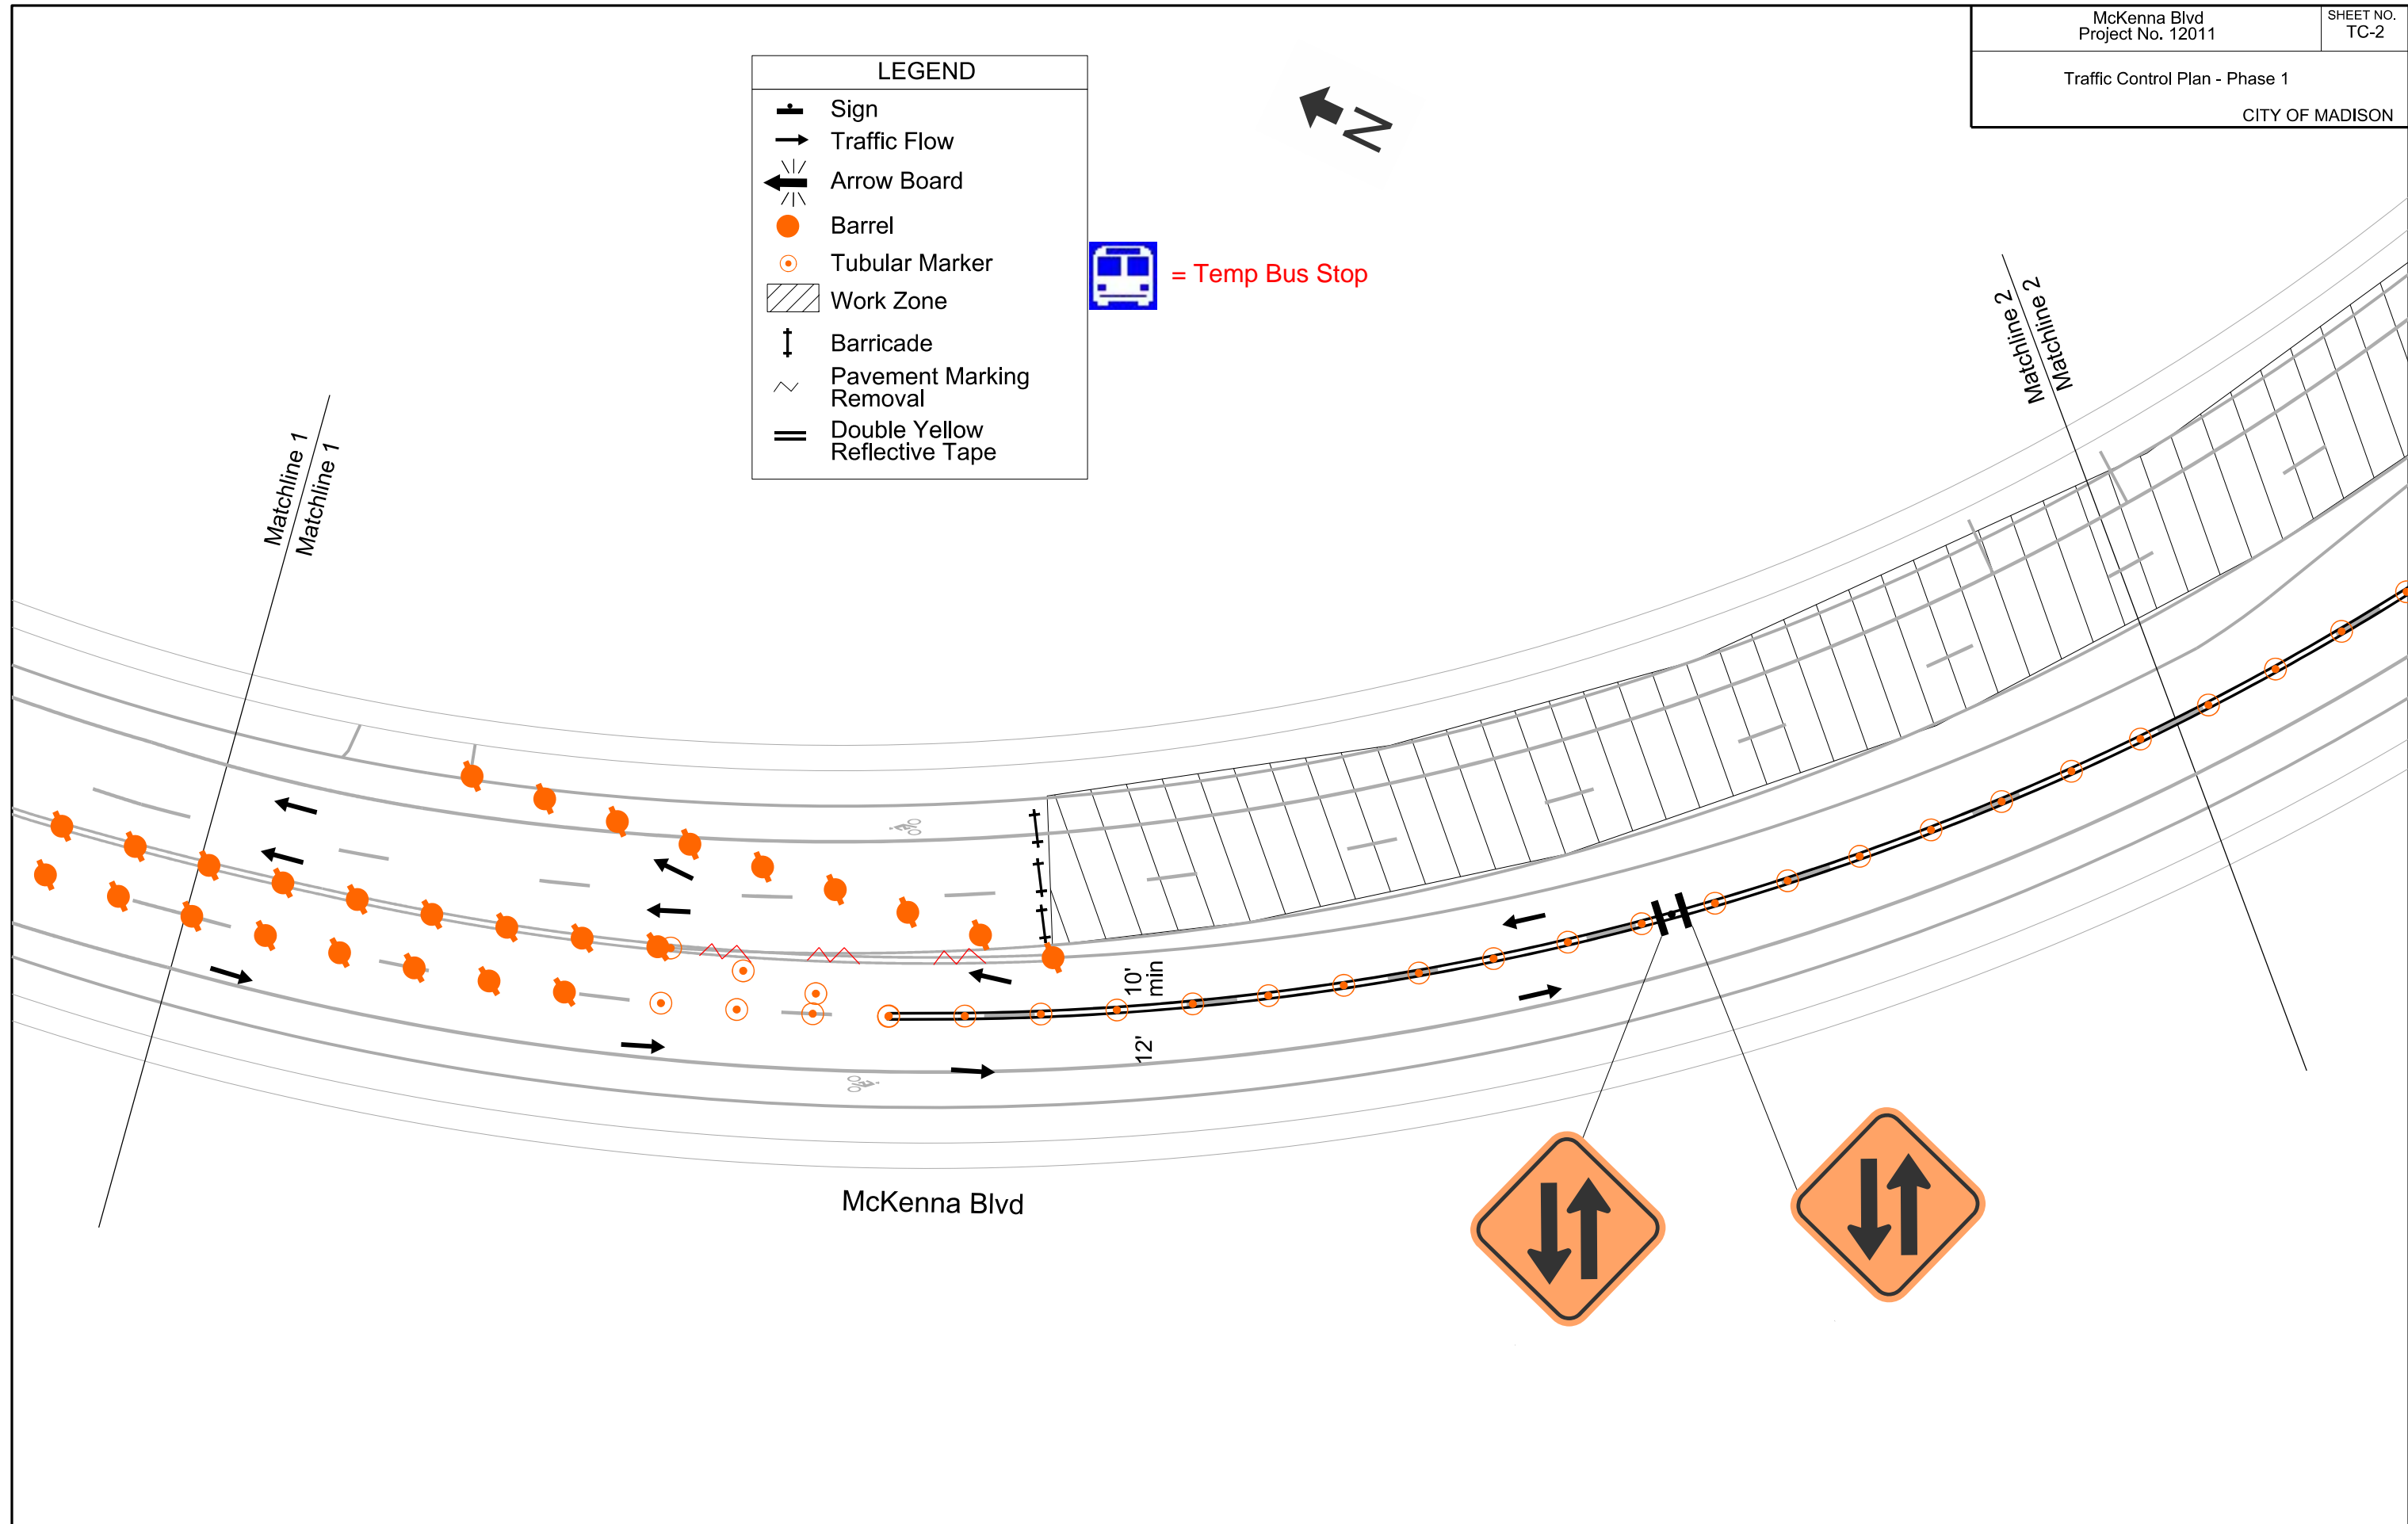 McKenna Blvd
Project No. 12011
SHEET NO.
TC-2
Traffic Control Plan - Phase 1
CITY OF MADISON
LEGEND
Sign
Traffic Flow
Arrow Board
Barrel
Tubular Marker
Work Zone
Barricade
Pavement Marking
Removal
Double Yellow
Reflective Tape
= Temp Bus Stop
N
Matchline 1
Matchline 1
Matchline 2
Matchline 2
10'
min
12'
McKenna Blvd